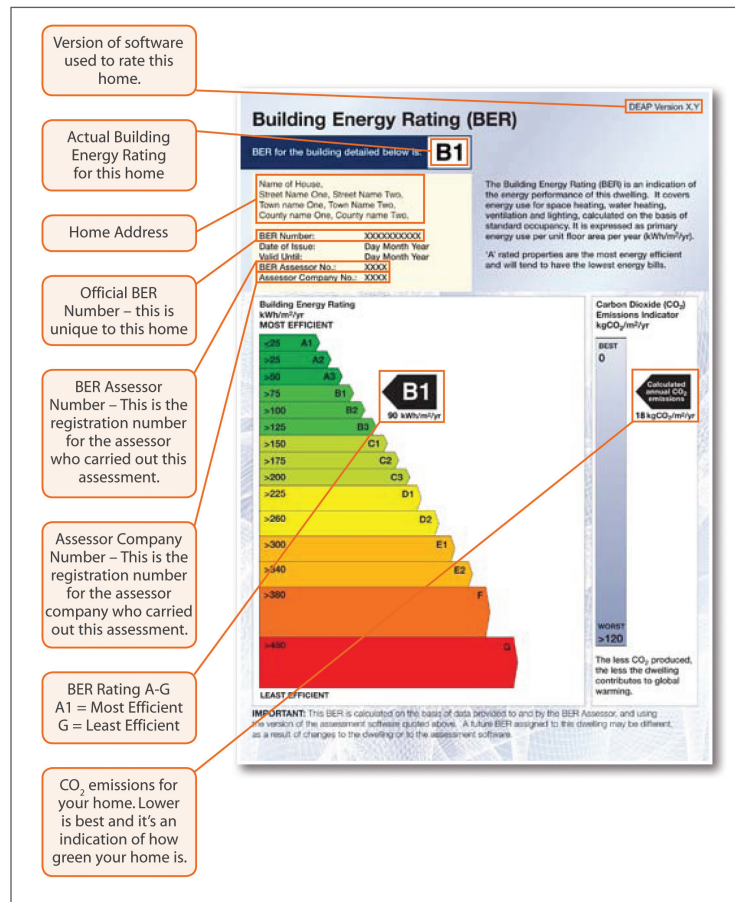 Version of software
used to rate this
home.
Actual Building
Energy Rating
for this home
Home Address
Official BER
Number – this is
unique to this home
BER Assessor
Number – This is the
registration number
for the assessor
who carried out this
assessment.
Assessor Company
Number – This is the
registration number
for the assessor
company who carried
out this assessment.
BER Rating A-G
A1 = Most Efficient
G = Least Efficient
CO₂ emissions for
your home. Lower
is best and it's an
indication of how
green your home is.
DEAP Version X.Y
Building Energy Rating (BER)
BER for the building detailed below is: B1
Name of House,
Street Name One, Street Name Two,
Town name One, Town Name Two,
County name One, County name Two,
BER Number: XXXXXXXXXX
Date of Issue: Day Month Year
Valid Until: Day Month Year
BER Assessor No.: XXXX
Assessor Company No.: XXXX
The Building Energy Rating (BER) is an indication of
the energy performance of this dwelling. It covers
energy use for space heating, water heating,
ventilation and lighting, calculated on the basis of
standard occupancy. It is expressed as primary
energy use per unit floor area per year (kWh/m²/yr).
'A' rated properties are the most energy efficient
and will tend to have the lowest energy bills.
Building Energy Rating
kWh/m²/yr
MOST EFFICIENT
<25 A1
>25 A2
>50 A3
>75 B1
>100 B2
>125 B3
>150 C1
>175 C2
>200 C3
>225 D1
>260 D2
>300 E1
>340 E2
>380 F
>450 G
LEAST EFFICIENT
B1
90 kWh/m²/yr
Carbon Dioxide (CO₂)
Emissions Indicator
kgCO₂/m²/yr
BEST
0
Calculated
annual CO₂
emissions
18 kgCO₂/m²/yr
WORST
>120
The less CO₂ produced,
the less the dwelling
contributes to global
warming.
IMPORTANT: This BER is calculated on the basis of data provided to and by the BER Assessor, and using
the version of the assessment software quoted above. A future BER assigned to this dwelling may be different,
as a result of changes to the dwelling or to the assessment software.